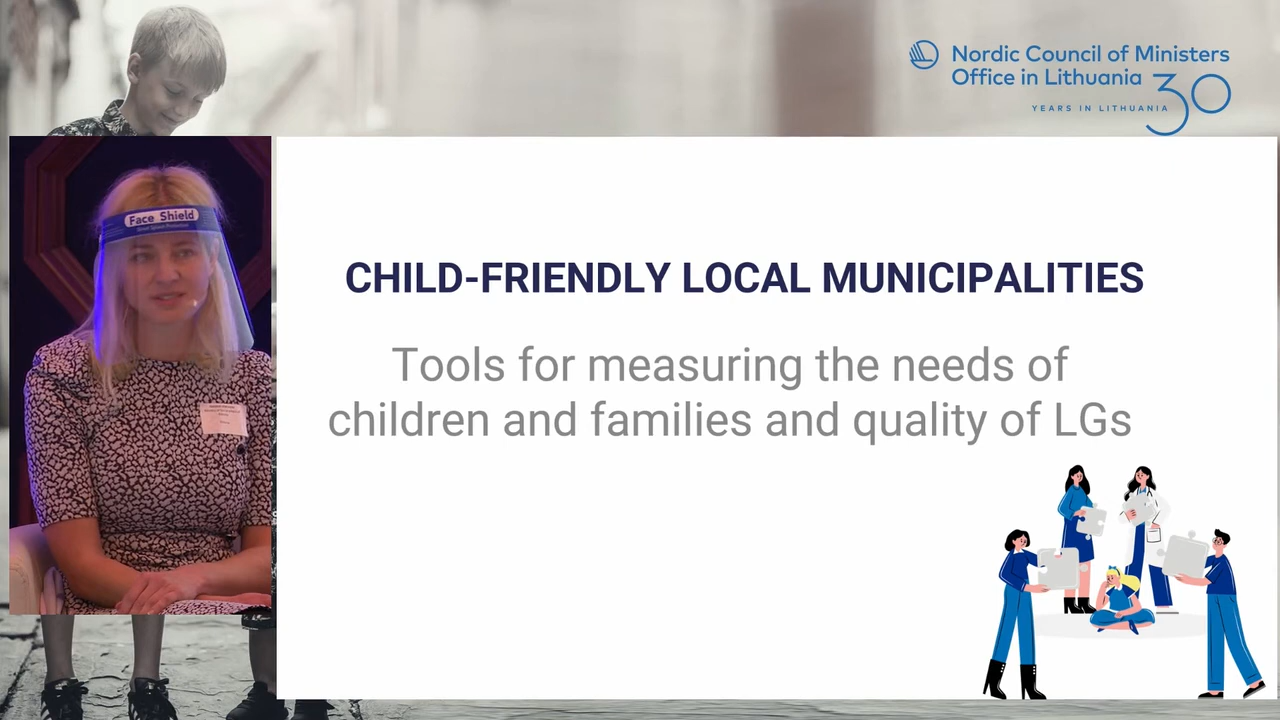 Nordic Council of Ministers
Office in Lithuania
YEARS IN LITHUANIA 30
Face Shield
CHILD-FRIENDLY LOCAL MUNICIPALITIES
Tools for measuring the needs of
children and families and quality of LGs